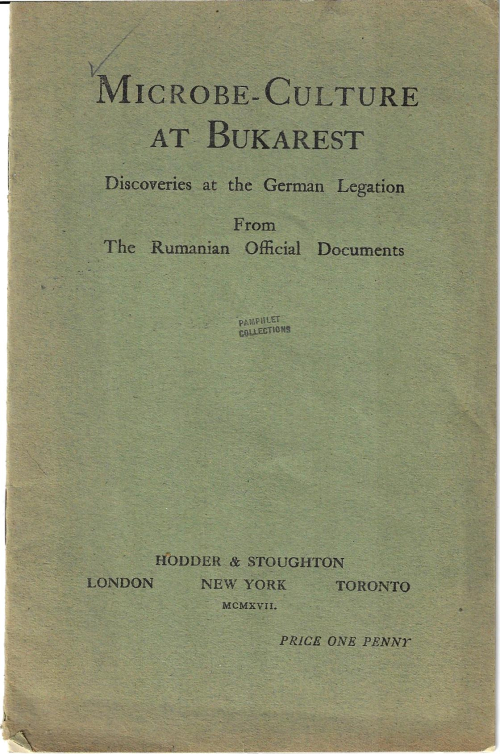 MICROBE-CULTURE
AT BUKAREST
Discoveries at the German Legation
From
The Rumanian Official Documents
PAMPHLET
COLLECTIONS
HODDER & STOUGHTON
LONDON NEW YORK TORONTO
MCMXVII.
PRICE ONE PENNY